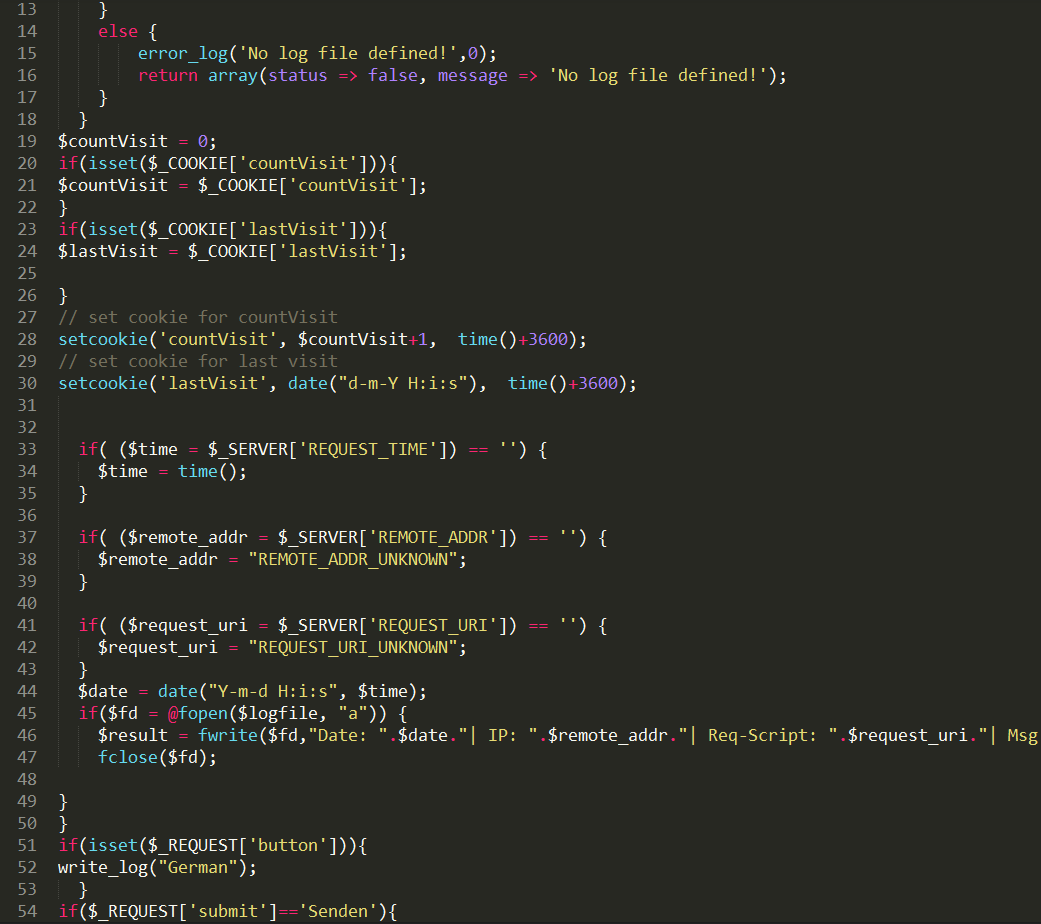 13 }
14 else {
15 error_log('No log file defined!',0);
16 return array(status => false, message => 'No log file defined!');
17 }
18 }
19 $countVisit = 0;
20 if(isset($_COOKIE['countVisit'])){
21 $countVisit = $_COOKIE['countVisit'];
22 }
23 if(isset($_COOKIE['lastVisit'])){
24 $lastVisit = $_COOKIE['lastVisit'];
25
26 }
27 // set cookie for countVisit
28 setcookie('countVisit', $countVisit+1,  time()+3600);
29 // set cookie for last visit
30 setcookie('lastVisit', date("d-m-Y H:i:s"),  time()+3600);
31
32
33 if( ($time = $_SERVER['REQUEST_TIME']) == '') {
34 $time = time();
35 }
36
37 if( ($remote_addr = $_SERVER['REMOTE_ADDR']) == '') {
38 $remote_addr = "REMOTE_ADDR_UNKNOWN";
39 }
40
41 if( ($request_uri = $_SERVER['REQUEST_URI']) == '') {
42 $request_uri = "REQUEST_URI_UNKNOWN";
43 }
44 $date = date("Y-m-d H:i:s", $time);
45 if($fd = @fopen($logfile, "a")) {
46 $result = fwrite($fd,"Date: ".$date."| IP: ".$remote_addr."| Req-Script: ".$request_uri."| Msg
47 fclose($fd);
48
49 }
50 }
51 if(isset($_REQUEST['button'])){
52 write_log("German");
53 }
54 if($_REQUEST['submit']=='Senden'){